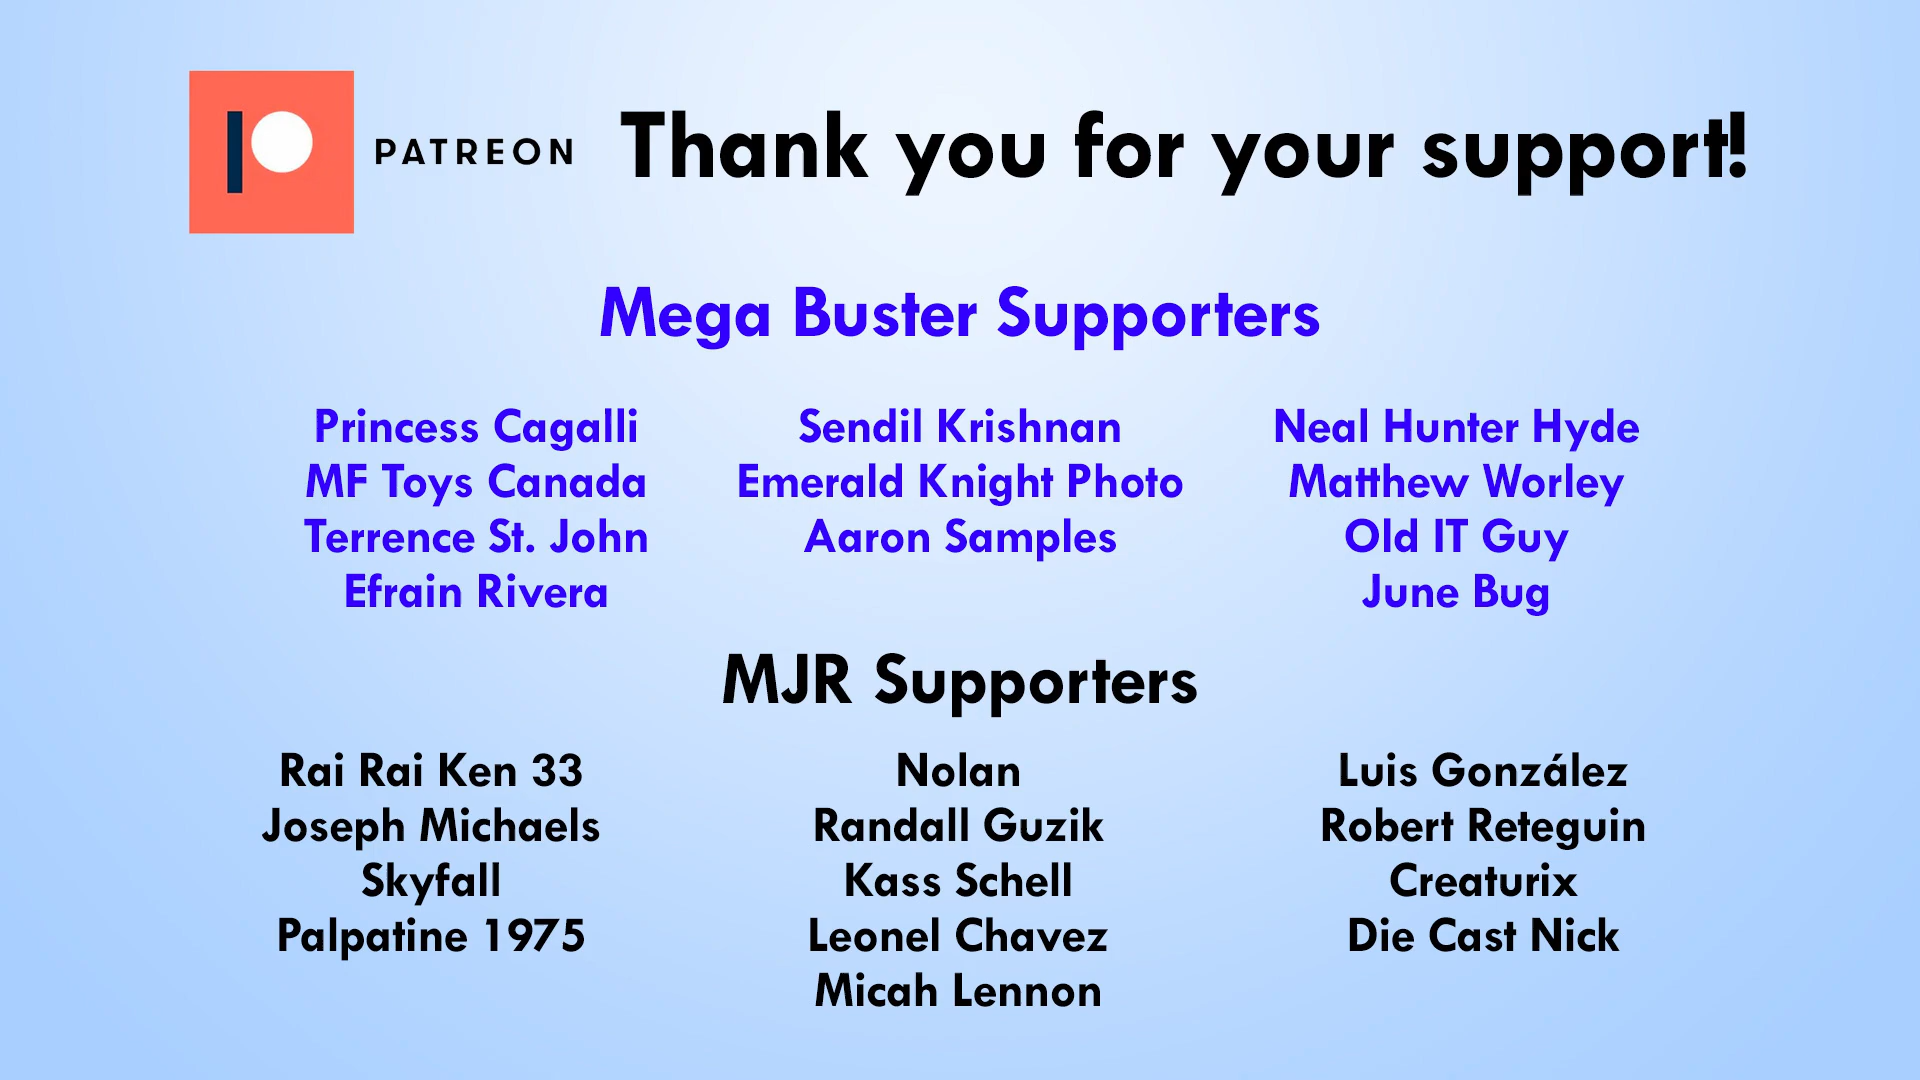 PATREON Thank you for your support!
Mega Buster Supporters
Princess Cagalli
MF Toys Canada
Terrence St. John
Efrain Rivera
Sendil Krishnan
Emerald Knight Photo
Aaron Samples
Neal Hunter Hyde
Matthew Worley
Old IT Guy
June Bug
MJR Supporters
Rai Rai Ken 33
Joseph Michaels
Skyfall
Palpatine 1975
Nolan
Randall Guzik
Kass Schell
Leonel Chavez
Micah Lennon
Luis González
Robert Reteguin
Creaturix
Die Cast Nick